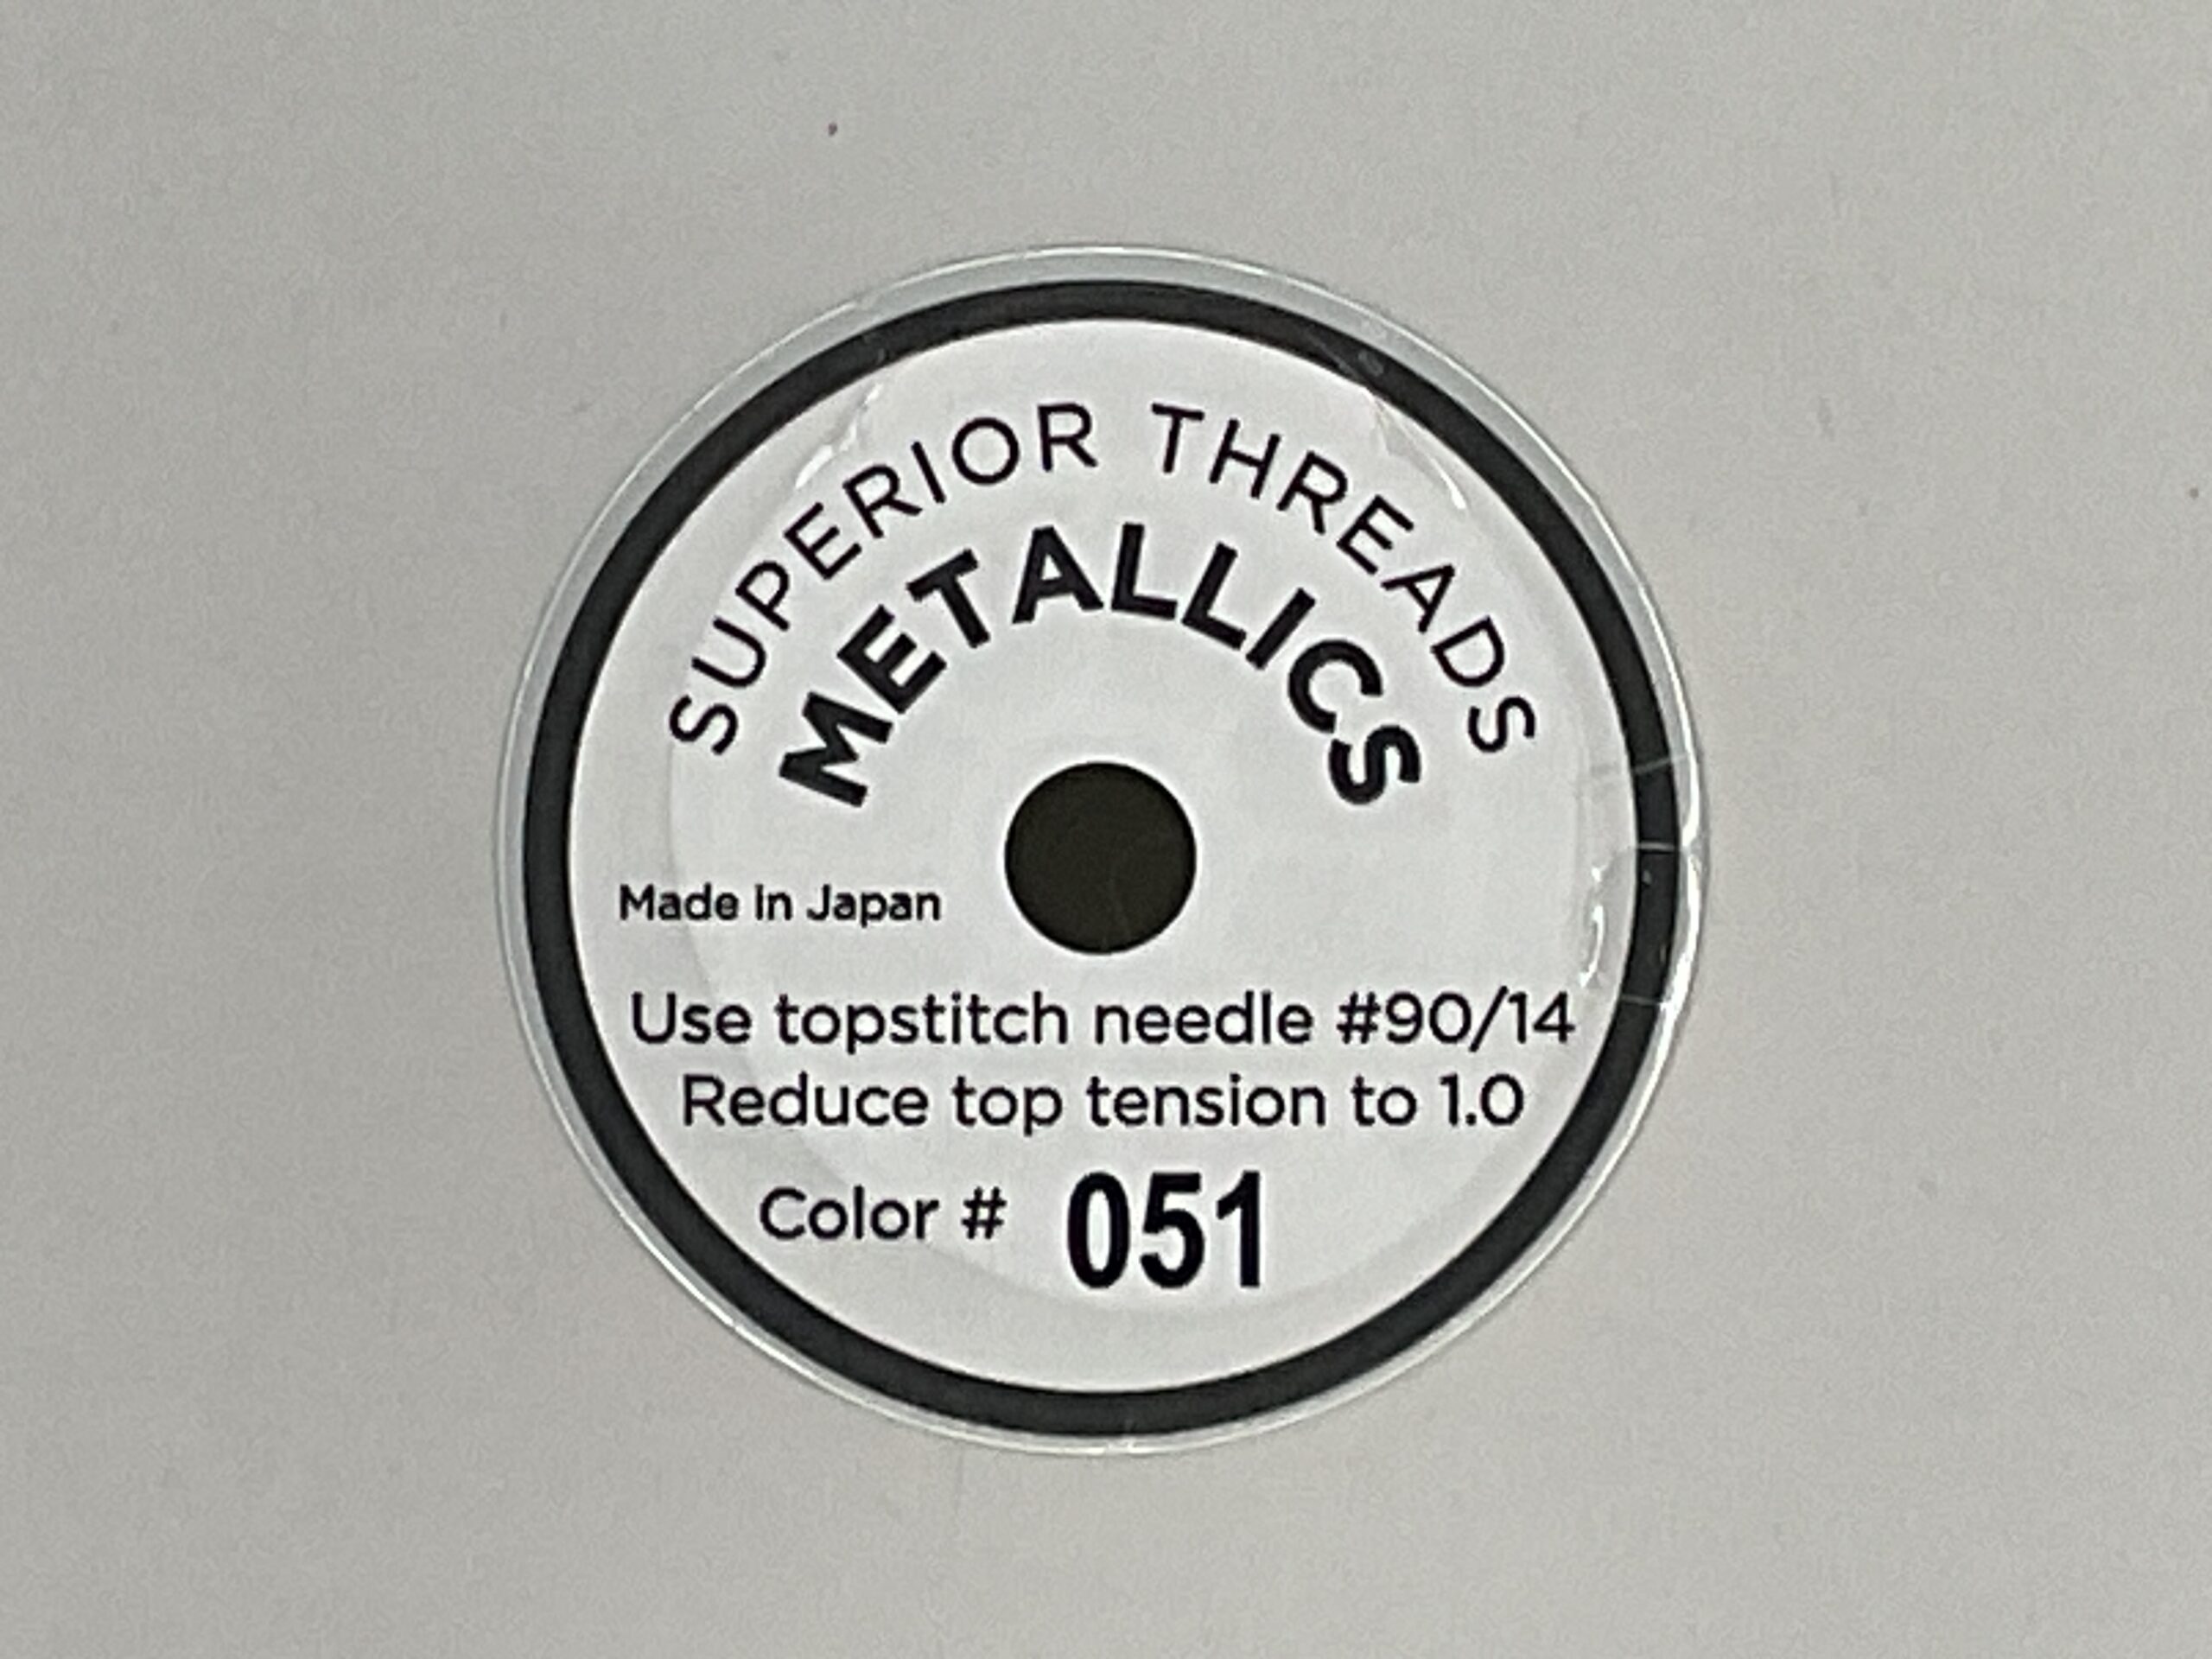 SUPERIOR THREADS
METALLICS
Made in Japan
Use topstitch needle #90/14
Reduce top tension to 1.0
Color # 051